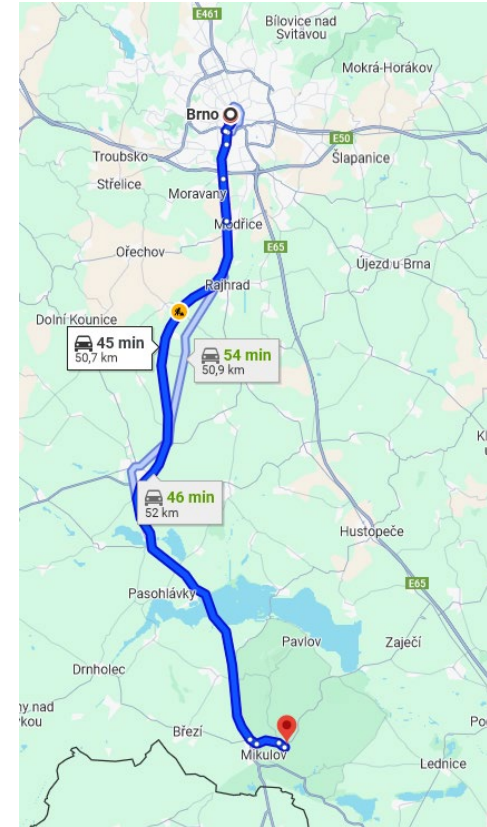 E461
Bílovice nad
Svitavou
Mokrá-Horákov
Brno
E50
Troubsko
Šlapanice
Střelice
Moravany
Modřice
E65
Ořechov
Újezd u Brna
Rajhrad
Dolní Kounice
45 min
50,7 km
54 min
50,9 km
46 min
52 km
Hustopeče
E65
Pasohlávky
Pavlov
Zaječí
Drnholec
Březí
Mikulov
Lednice